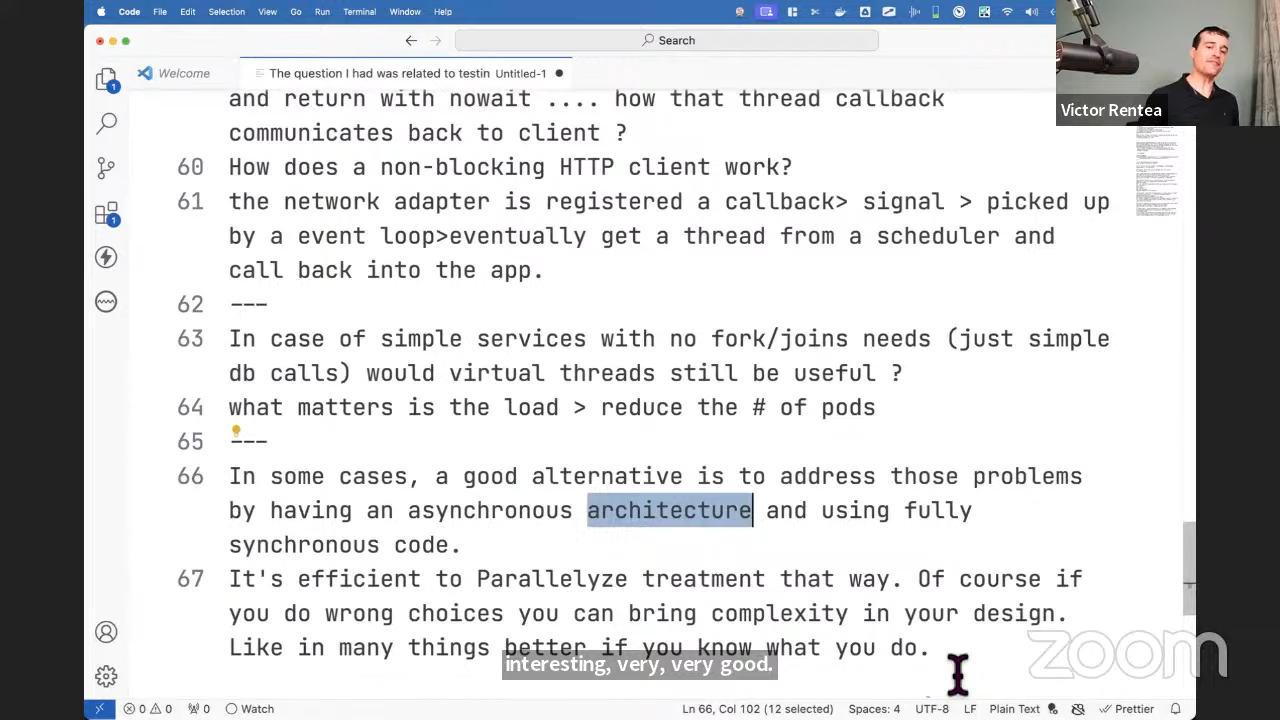 Code File Edit Selection View Go Run Terminal Window Help
Search
Welcome
The question I had was related to testin Untitled-1
Victor Rentea
and return with nowait .... how that thread callback
communicates back to client ?
60 How does a non-blocking HTTP client work?
61 the network adapter is registered a callback> signal > picked up
by a event loop>eventually get a thread from a scheduler and
call back into the app.
62 ---
63 In case of simple services with no fork/joins needs (just simple
db calls) would virtual threads still be useful ?
64 what matters is the load > reduce the # of pods
65 ---
66 In some cases, a good alternative is to address those problems
by having an asynchronous architecture and using fully
synchronous code.
67 It's efficient to Parallelyze treatment that way. Of course if
you do wrong choices you can bring complexity in your design.
Like in many things better if you know what you do.
interesting, very, very good.
zoom
0 0 0 Watch Ln 66, Col 102 (12 selected) Spaces: 4 UTF-8 LF Plain Text Prettier